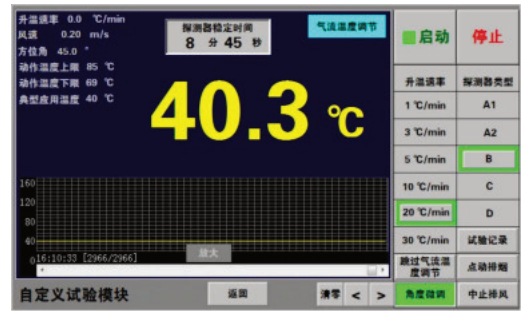 升温速率 0.0 ℃/min
风速 0.20 m/s
方位角 45.0 °
动作温度上限 85 ℃
动作温度下限 69 ℃
典型应用温度 40 ℃
探测器稳定时间
8 分 45 秒
气流温度调节
40.3 ℃
160
120
80
40
0
16:10:33 [2966/2966]
放大
自定义试验模块
返回
清零
<
>
启动
停止
升温速率
探测器类型
1 ℃/min
A1
3 ℃/min
A2
5 ℃/min
B
10 ℃/min
C
20 ℃/min
D
30 ℃/min
试验记录
跳过气流温
度调节
点动排烟
角度微调
中止排风